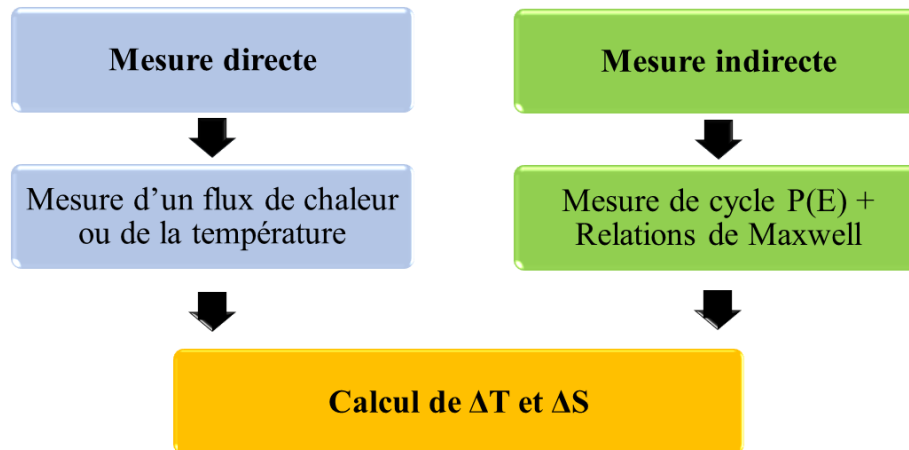 Mesure directe
Mesure indirecte
Mesure d’un flux de chaleur
ou de la température
Mesure de cycle P(E) +
Relations de Maxwell
Calcul de ΔT et ΔS